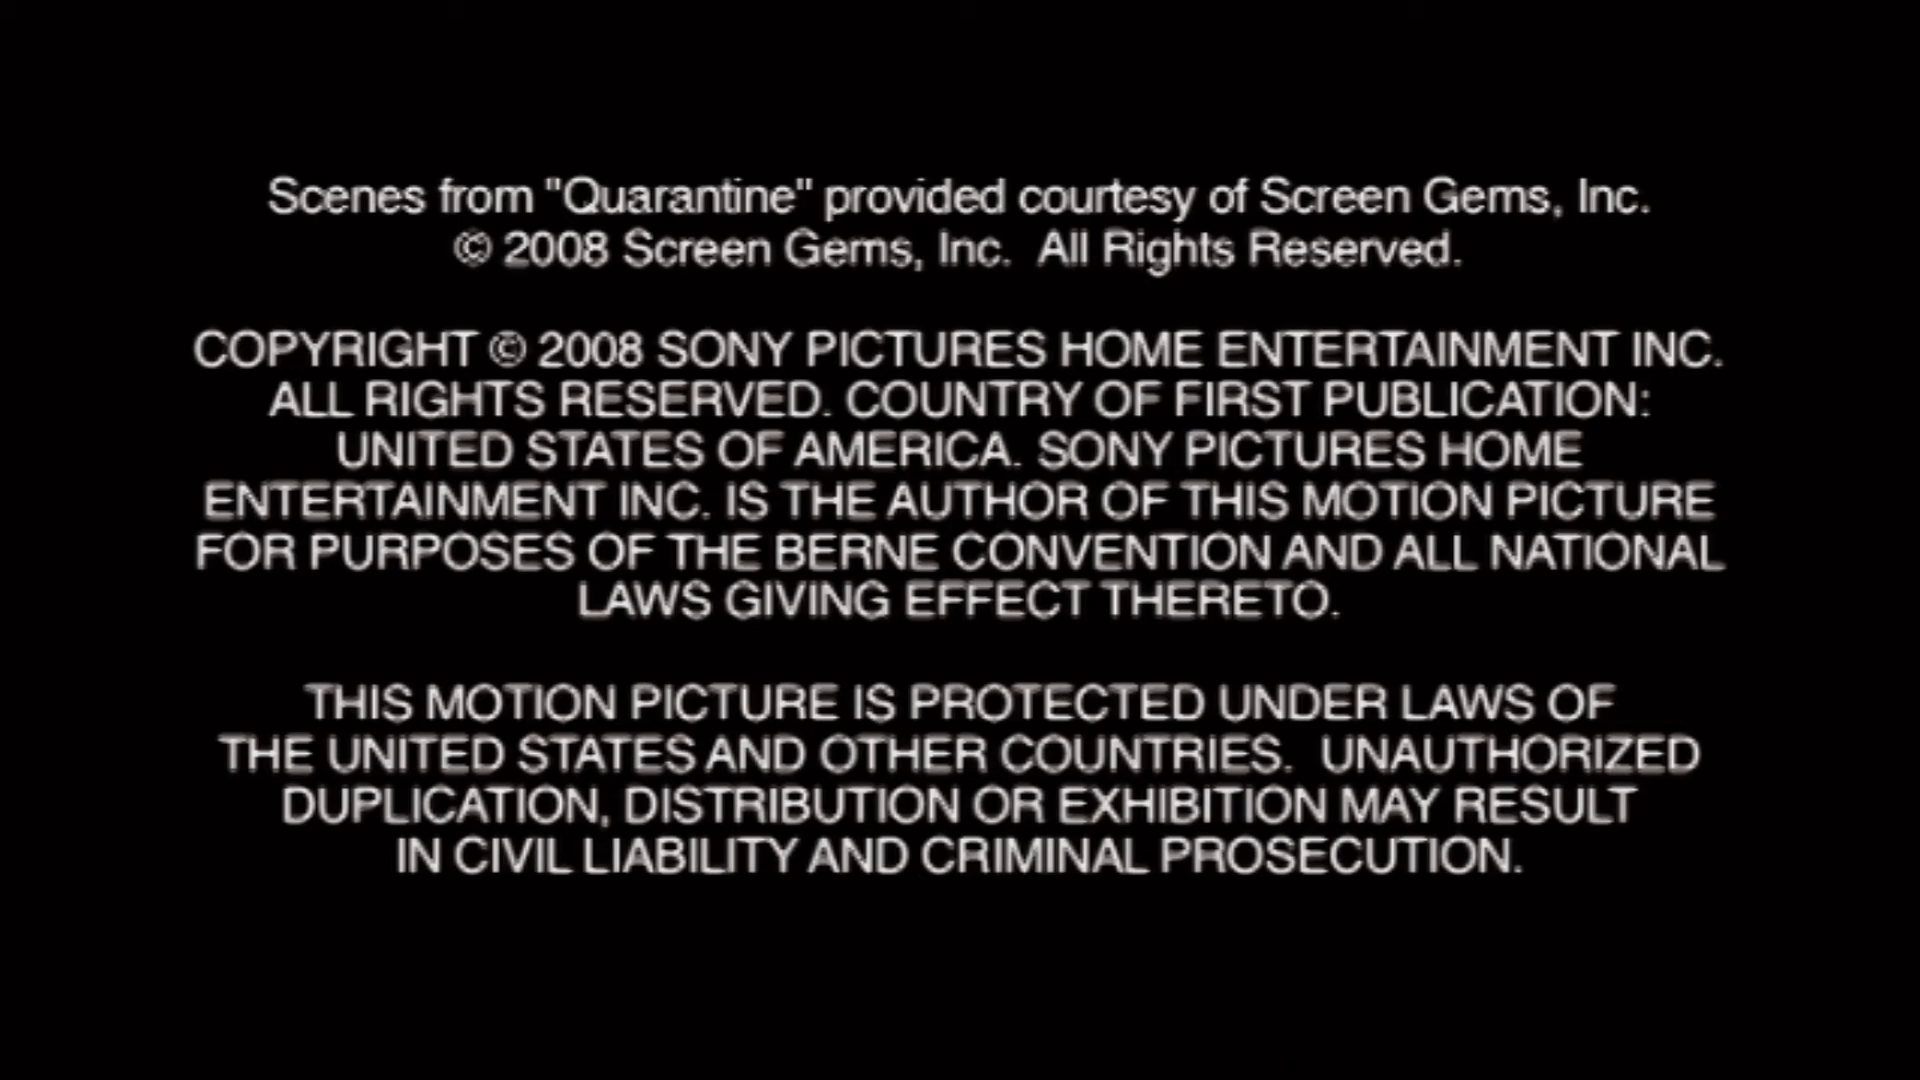 Scenes from "Quarantine" provided courtesy of Screen Gems, Inc.
© 2008 Screen Gems, Inc.  All Rights Reserved.
COPYRIGHT © 2008 SONY PICTURES HOME ENTERTAINMENT INC.
ALL RIGHTS RESERVED. COUNTRY OF FIRST PUBLICATION:
UNITED STATES OF AMERICA. SONY PICTURES HOME
ENTERTAINMENT INC. IS THE AUTHOR OF THIS MOTION PICTURE
FOR PURPOSES OF THE BERNE CONVENTION AND ALL NATIONAL
LAWS GIVING EFFECT THERETO.
THIS MOTION PICTURE IS PROTECTED UNDER LAWS OF
THE UNITED STATES AND OTHER COUNTRIES.  UNAUTHORIZED
DUPLICATION, DISTRIBUTION OR EXHIBITION MAY RESULT
IN CIVIL LIABILITY AND CRIMINAL PROSECUTION.